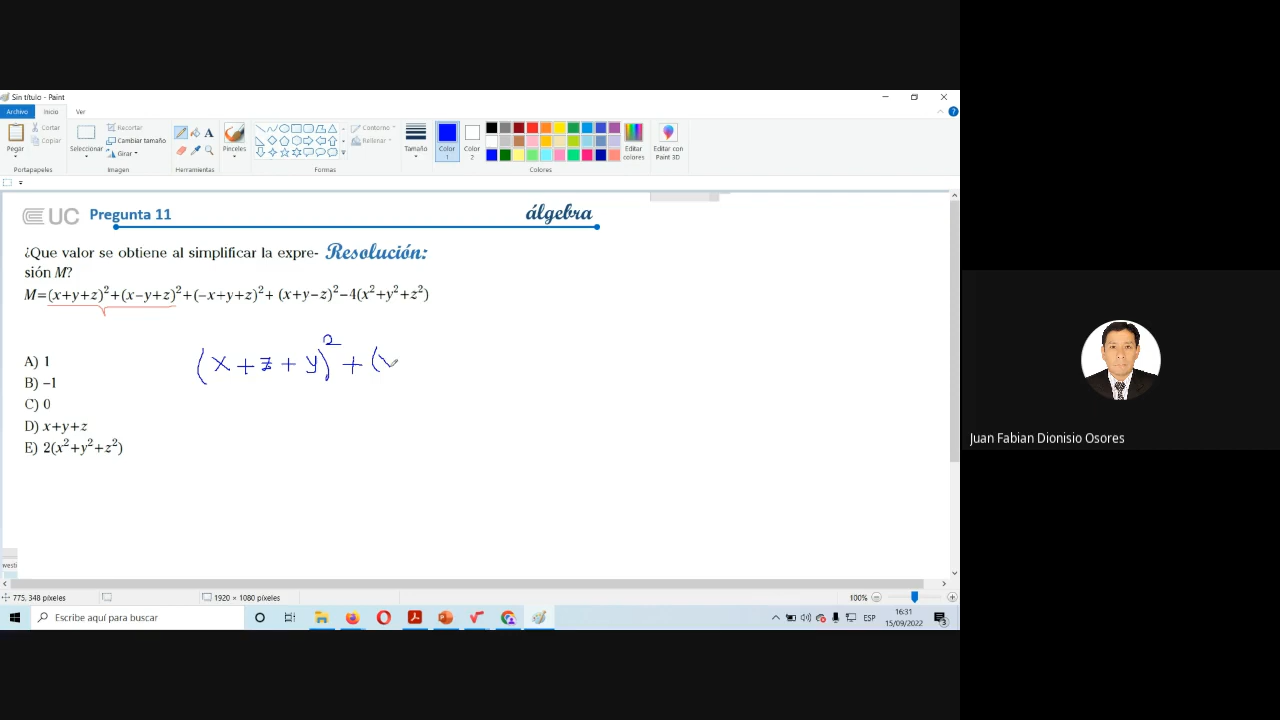 Sin título - Paint
Archivo Inicio Ver
Pegar Cortar Copiar Seleccionar Recortar Cambiar tamaño Girar A Pinceles Contorno Rellenar Tamaño Color 1 Color 2 Editar colores Editar con Paint 3D
Portapapeles Imagen Herramientas Formas Colores
UC Pregunta 11 álgebra
¿Que valor se obtiene al simplificar la expre- Resolución:
sión M?
M=(x+y+z)²+(x−y+z)²+(−x+y+z)²+ (x+y−z)²−4(x²+y²+z²)
(x+z+y)²+(
A) 1
B) −1
C) 0
D) x+y+z
E) 2(x²+y²+z²)
Juan Fabian Dionisio Osores
775, 348 píxeles 1920 × 1080 píxeles 100%
Escribe aquí para buscar ESP 16:31
15/09/2022 3